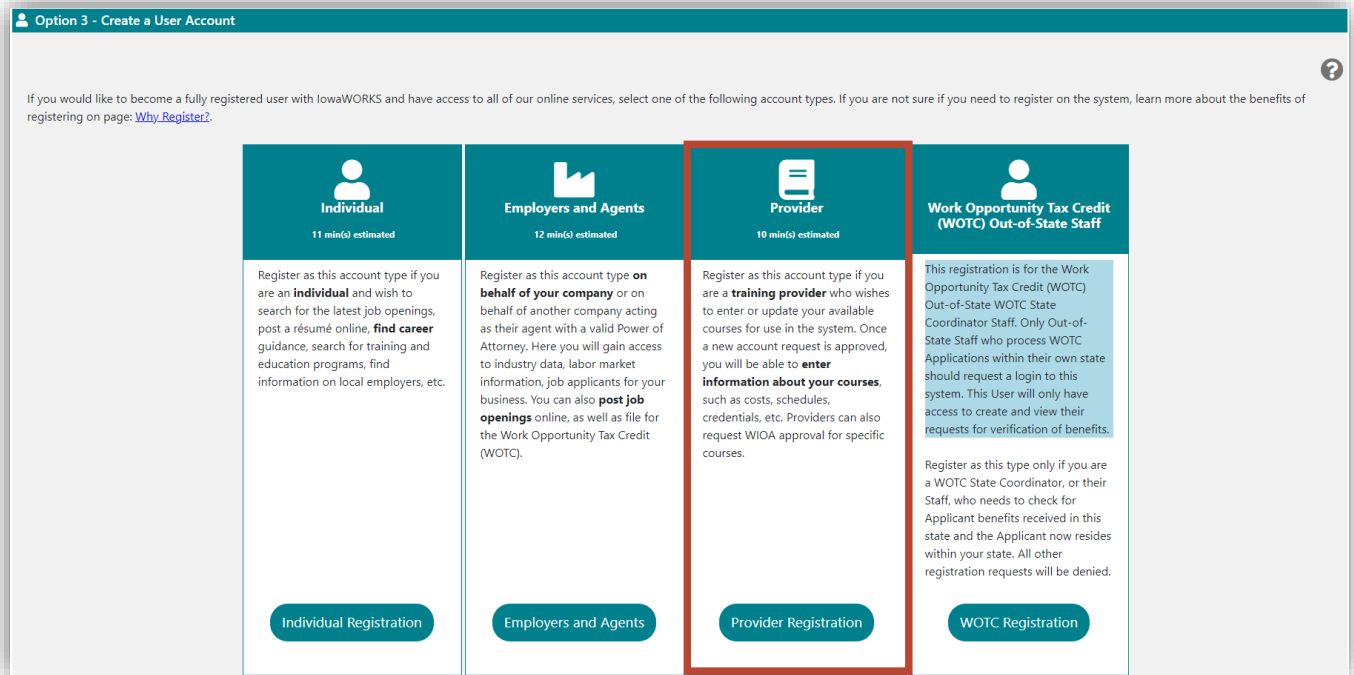 Option 3 - Create a User Account
If you would like to become a fully registered user with IowaWORKS and have access to all of our online services, select one of the following account types. If you are not sure if you need to register on the system, learn more about the benefits of
registering on page: Why Register?.
Individual
11 min(s) estimated
Register as this account type if you
are an individual and wish to
search for the latest job openings,
post a résumé online, find career
guidance, search for training and
education programs, find
information on local employers, etc.
Individual Registration
Employers and Agents
12 min(s) estimated
Register as this account type on
behalf of your company or on
behalf of another company acting
as their agent with a valid Power of
Attorney. Here you will gain access
to industry data, labor market
information, job applicants for your
business. You can also post job
openings online, as well as file for
the Work Opportunity Tax Credit
(WOTC).
Employers and Agents
Provider
10 min(s) estimated
Register as this account type if you
are a training provider who wishes
to enter or update your available
courses for use in the system. Once
a new account request is approved,
you will be able to enter
information about your courses,
such as costs, schedules,
credentials, etc. Providers can also
request WIOA approval for specific
courses.
Provider Registration
Work Opportunity Tax Credit
(WOTC) Out-of-State Staff
This registration is for the Work
Opportunity Tax Credit (WOTC)
Out-of-State WOTC State
Coordinator Staff. Only Out-of-
State Staff who process WOTC
Applications within their own state
should request a login to this
system. This User will only have
access to create and view their
requests for verification of benefits.
Register as this type only if you are
a WOTC State Coordinator, or their
Staff, who needs to check for
Applicant benefits received in this
state and the Applicant now resides
within your state. All other
registration requests will be denied.
WOTC Registration